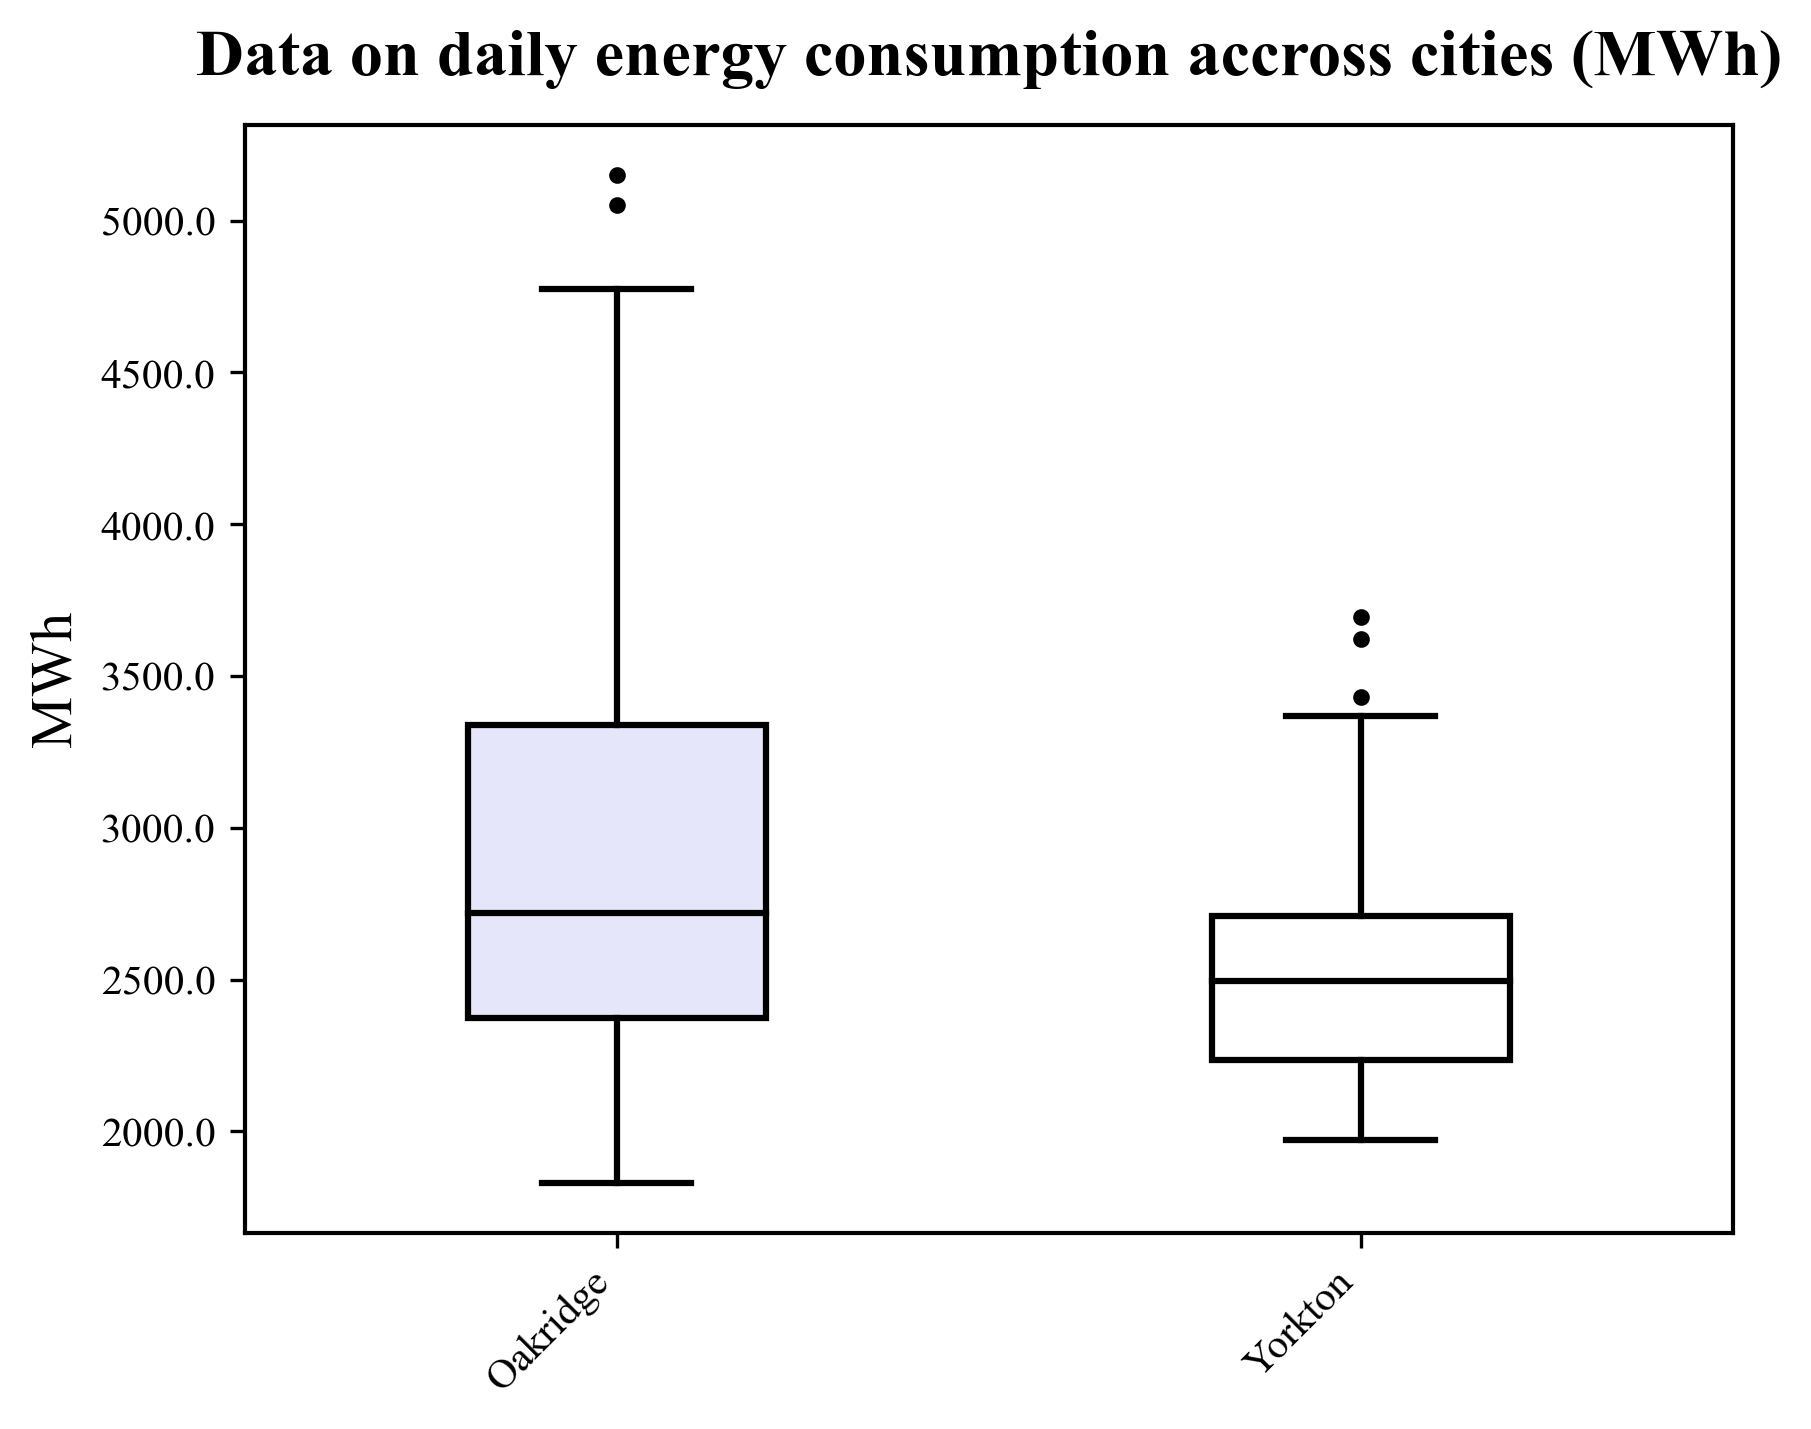 Data on daily energy consumption accross cities (MWh)
MWh
5000.0
4500.0
4000.0
3500.0
3000.0
2500.0
2000.0
Oakridge
Yorkton